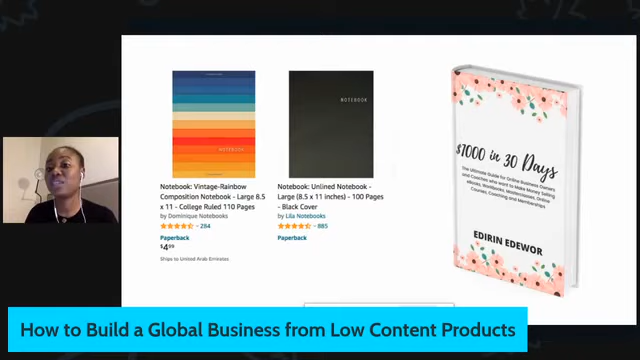 NOTEBOOK
NOTEBOOK
Notebook: Vintage-Rainbow
Composition Notebook - Large 8.5
x 11 - College Ruled 110 Pages
by Dominique Notebooks
284
Paperback
$4.99
Ships to United Arab Emirates
Notebook: Unlined Notebook -
Large (8.5 x 11 inches) - 100 Pages
- Black Cover
by Lila Notebooks
885
Paperback
$1000 in 30 Days
The Ultimate Guide for Online Business Owners
and Coaches who want to Make Money Selling
eBooks, Workbooks, Masterclasses, Online
Courses, Coaching and Memberships
EDIRIN EDEWOR
How to Build a Global Business from Low Content Products